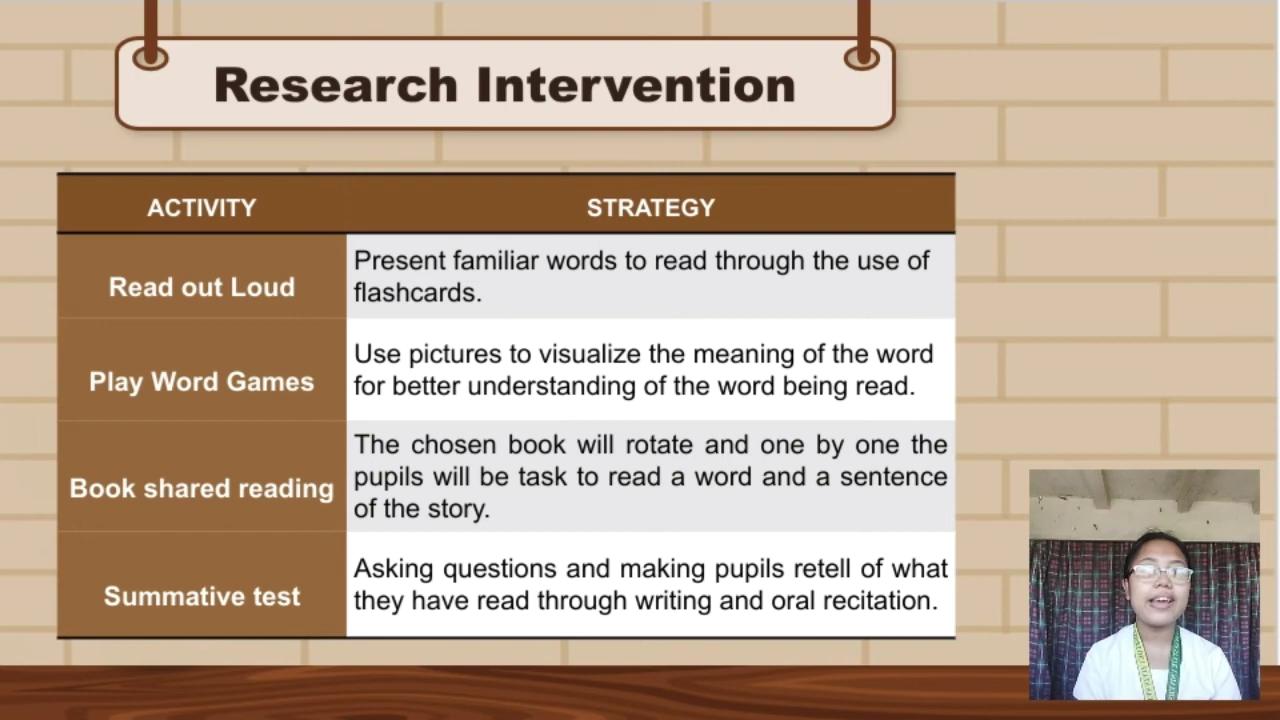 Research Intervention
ACTIVITY STRATEGY
Read out Loud
Present familiar words to read through the use of
flashcards.
Play Word Games
Use pictures to visualize the meaning of the word
for better understanding of the word being read.
Book shared reading
The chosen book will rotate and one by one the
pupils will be task to read a word and a sentence
of the story.
Summative test
Asking questions and making pupils retell of what
they have read through writing and oral recitation.